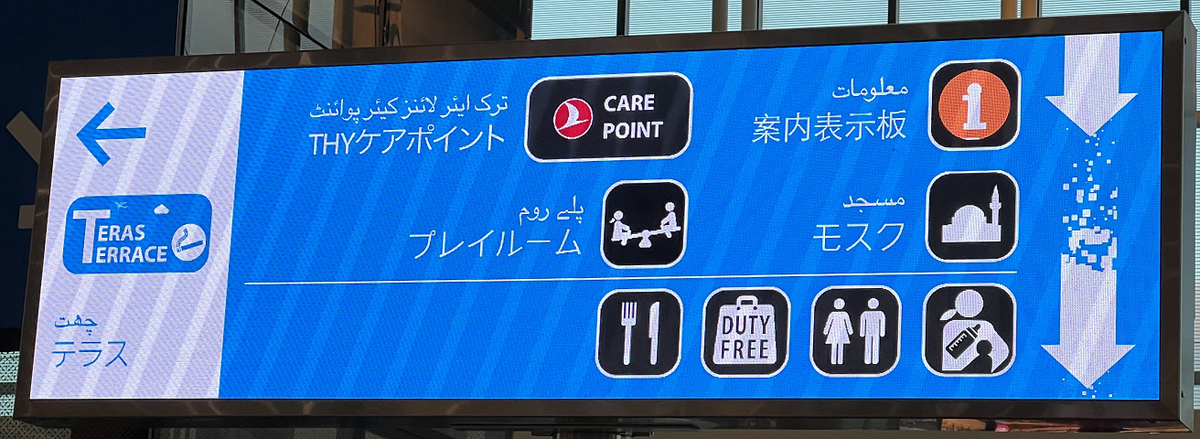 TERAS
TERRACE
چھت
テラス
ترک ایئر لائنز کیئر پوائنٹ
THYケアポイント
CARE
POINT
معلومات
案内表示板
پلے روم
プレイルーム
مسجد
モスク
DUTY
FREE